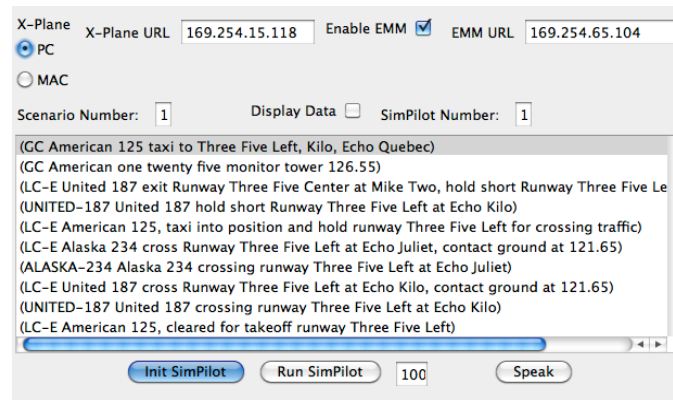 X-Plane X-Plane URL 169.254.15.118 Enable EMM EMM URL 169.254.65.104
PC
MAC
Scenario Number: 1 Display Data SimPilot Number: 1
(GC American 125 taxi to Three Five Left, Kilo, Echo Quebec)
(GC American one twenty five monitor tower 126.55)
(LC-E United 187 exit Runway Three Five Center at Mike Two, hold short Runway Three Five Le
(UNITED-187 United 187 hold short Runway Three Five Left at Echo Kilo)
(LC-E American 125, taxi into position and hold runway Three Five Left for crossing traffic)
(LC-E Alaska 234 cross Runway Three Five Left at Echo Juliet, contact ground at 121.65)
(ALASKA-234 Alaska 234 crossing runway Three Five Left at Echo Juliet)
(LC-E United 187 cross Runway Three Five Left at Echo Kilo, contact ground at 121.65)
(UNITED-187 United 187 crossing runway Three Five Left at Echo Kilo)
(LC-E American 125, cleared for takeoff runway Three Five Left)
Init SimPilot Run SimPilot 100 Speak